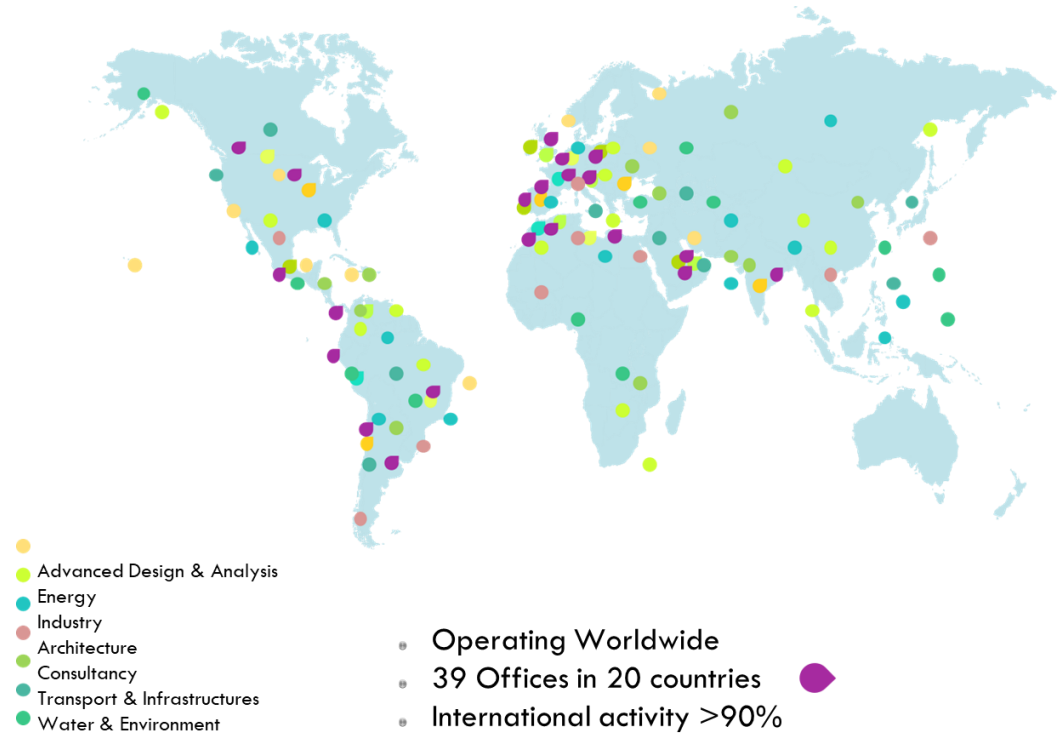 Advanced Design & Analysis
Energy
Industry
Architecture
Consultancy
Transport & Infrastructures
Water & Environment
Operating Worldwide
39 Offices in 20 countries
International activity >90%